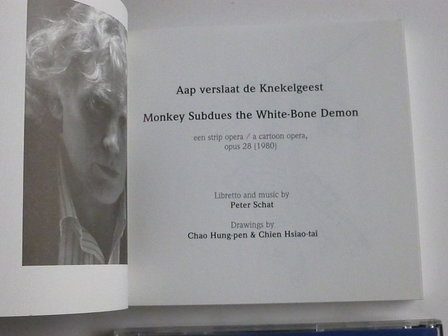 Aap verslaat de Knekelgeest
Monkey Subdues the White-Bone Demon
een strip opera / a cartoon opera,
opus 28 (1980)
Libretto and music by
Peter Schat
Drawings by
Chao Hung-pen & Chien Hsiao-tai